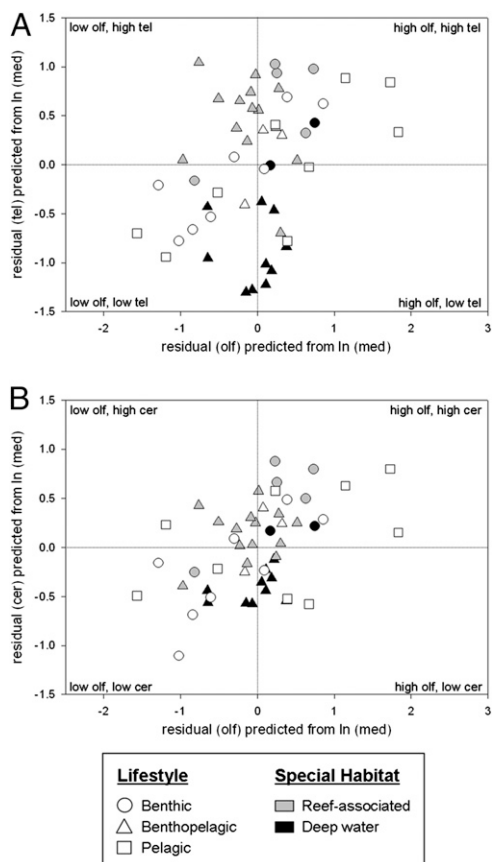 A
low olf, high tel
high olf, high tel
1.5
1.0
0.5
0.0
-0.5
-1.0
-1.5
residual (tel) predicted from ln (med)
low olf, low tel
high olf, low tel
-2 -1 0 1 2 3
residual (olf) predicted from ln (med)
B
low olf, high cer
high olf, high cer
1.5
1.0
0.5
0.0
-0.5
-1.0
-1.5
residual (cer) predicted from ln (med)
low olf, low cer
high olf, low cer
-2 -1 0 1 2 3
residual (olf) predicted from ln (med)
Lifestyle
Benthic
Benthopelagic
Pelagic
Special Habitat
Reef-associated
Deep water